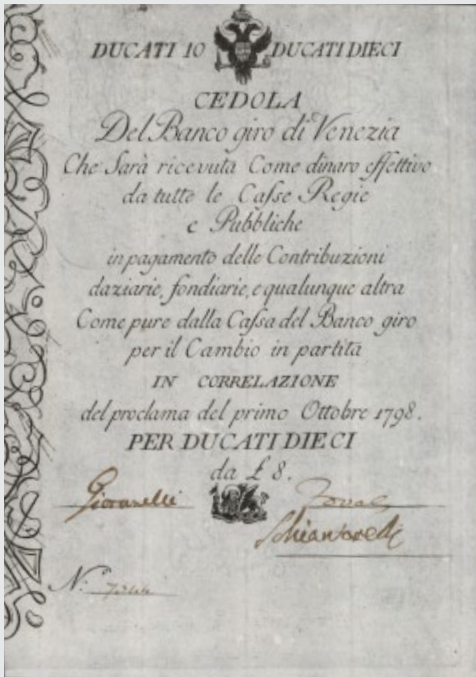 DUCATI 10 DUCATI DIECI
CEDOLA
Del Banco giro di Venezia
Che Sarà ricevuta Come dinaro effettivo
da tutte le Casse Regie
e Pubbliche
in pagamento delle Contribuzioni
daziarie, fondiarie, e qualunque altra
Come pure dalla Cassa del Banco giro
per il Cambio in partita
IN CORRELAZIONE
del proclama del primo Ottobre 1798.
PER DUCATI DIECI
da £ 8.
Giovanelli
N.